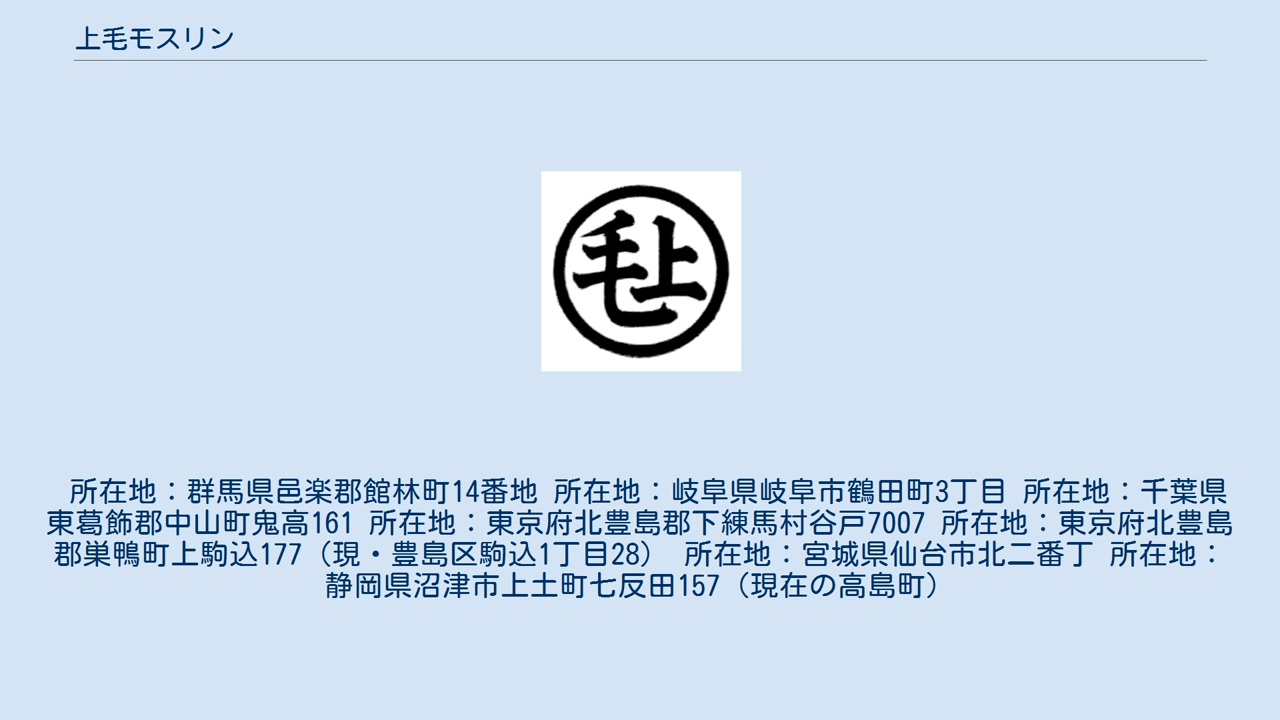 上毛モスリン
毛上
所在地：群馬県邑楽郡館林町14番地 所在地：岐阜県岐阜市鶴田町3丁目 所在地：千葉県
東葛飾郡中山町鬼高161 所在地：東京府北豊島郡下練馬村谷戸7007 所在地：東京府北豊島
郡巣鴨町上駒込177（現・豊島区駒込1丁目28） 所在地：宮城県仙台市北二番丁 所在地：
静岡県沼津市上土町七反田157（現在の高島町）